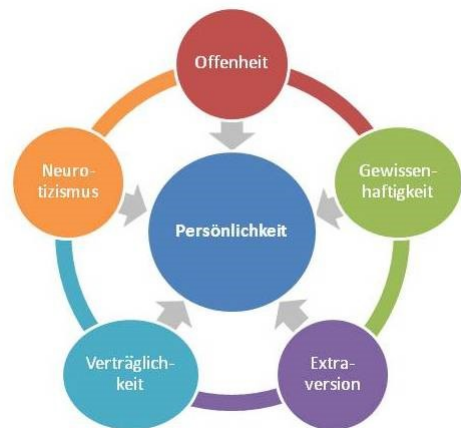 Offenheit
Neuro-
tizismus
Gewissen-
haftigkeit
Persönlichkeit
Verträglich-
keit
Extra-
version